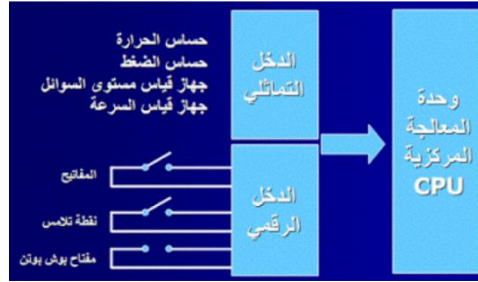 حساس الحرارة
حساس الضغط
جهاز قياس مستوى السوائل
جهاز قياس السرعة
الدخل
التماثلي
وحدة
المعالجة
المركزية
CPU
الدخل
الرقمي
المفاتيح
نقطة تلامس
مفتاح بوش بوتن